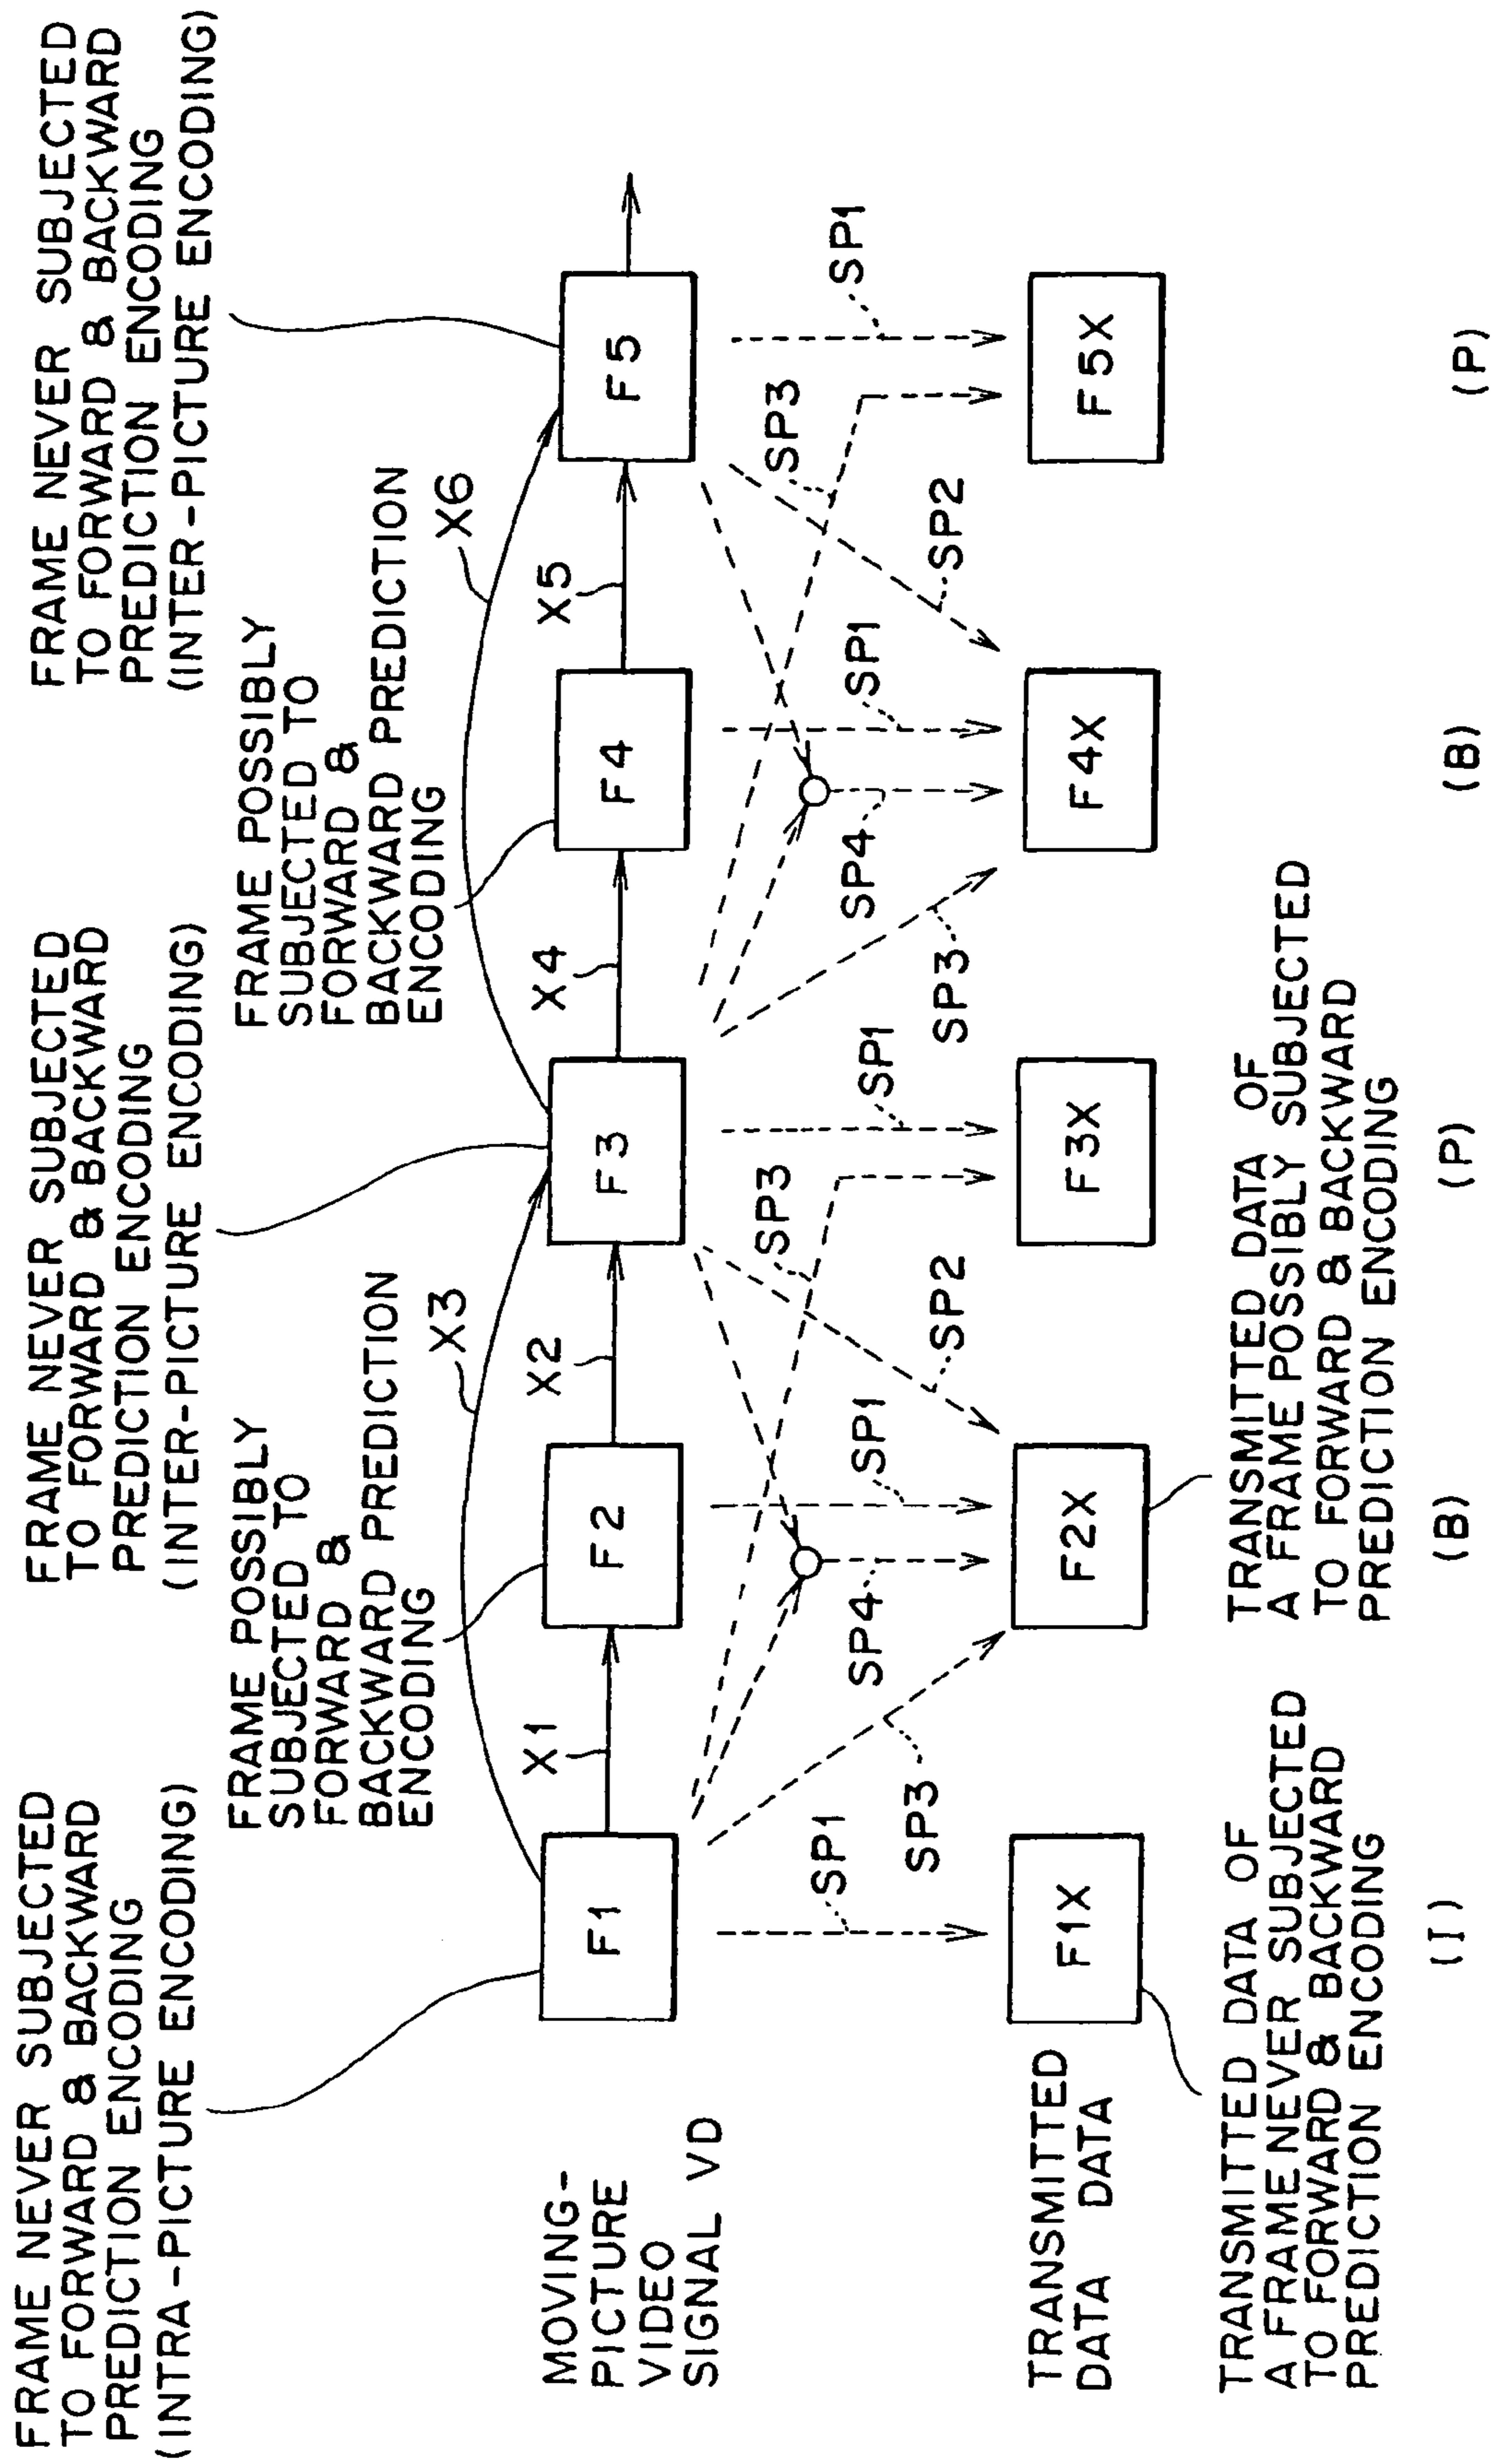 FRAME NEVER SUBJECTED
TO FORWARD & BACKWARD
PREDICTION ENCODING
(INTRA-PICTURE ENCODING)
FRAME NEVER SUBJECTED
TO FORWARD & BACKWARD
PREDICTION ENCODING
(INTER-PICTURE ENCODING)
FRAME NEVER SUBJECTED
TO FORWARD & BACKWARD
PREDICTION ENCODING
(INTER-PICTURE ENCODING)
FRAME POSSIBLY
SUBJECTED TO
FORWARD &
BACKWARD PREDICTION
ENCODING
FRAME POSSIBLY
SUBJECTED TO
FORWARD &
BACKWARD PREDICTION
ENCODING
X3
X6
X1
X2
X4
X5
MOVING-
PICTURE
VIDEO
SIGNAL VD
F1
F2
F3
F4
F5
SP1
SP3
SP4
SP1
SP2
SP3
SP1
SP3
SP4
SP1
SP2
SP3
SP1
TRANSMITTED
DATA DATA
F1X
F2X
F3X
F4X
F5X
TRANSMITTED DATA OF
A FRAME NEVER SUBJECTED
TO FORWARD & BACKWARD
PREDICTION ENCODING
TRANSMITTED DATA OF
A FRAME POSSIBLY SUBJECTED
TO FORWARD & BACKWARD
PREDICTION ENCODING
(I)
(B)
(P)
(B)
(P)